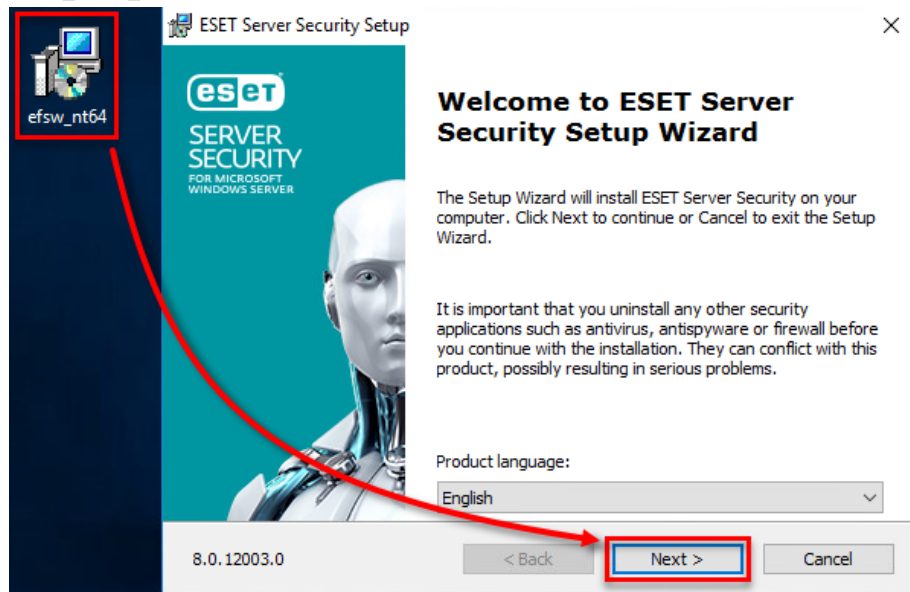 efsw_nt64
ESET Server Security Setup
eset
SERVER
SECURITY
FOR MICROSOFT
WINDOWS SERVER
Welcome to ESET Server
Security Setup Wizard
The Setup Wizard will install ESET Server Security on your
computer. Click Next to continue or Cancel to exit the Setup
Wizard.
It is important that you uninstall any other security
applications such as antivirus, antispyware or firewall before
you continue with the installation. They can conflict with this
product, possibly resulting in serious problems.
Product language:
English
8.0.12003.0
< Back
Next >
Cancel